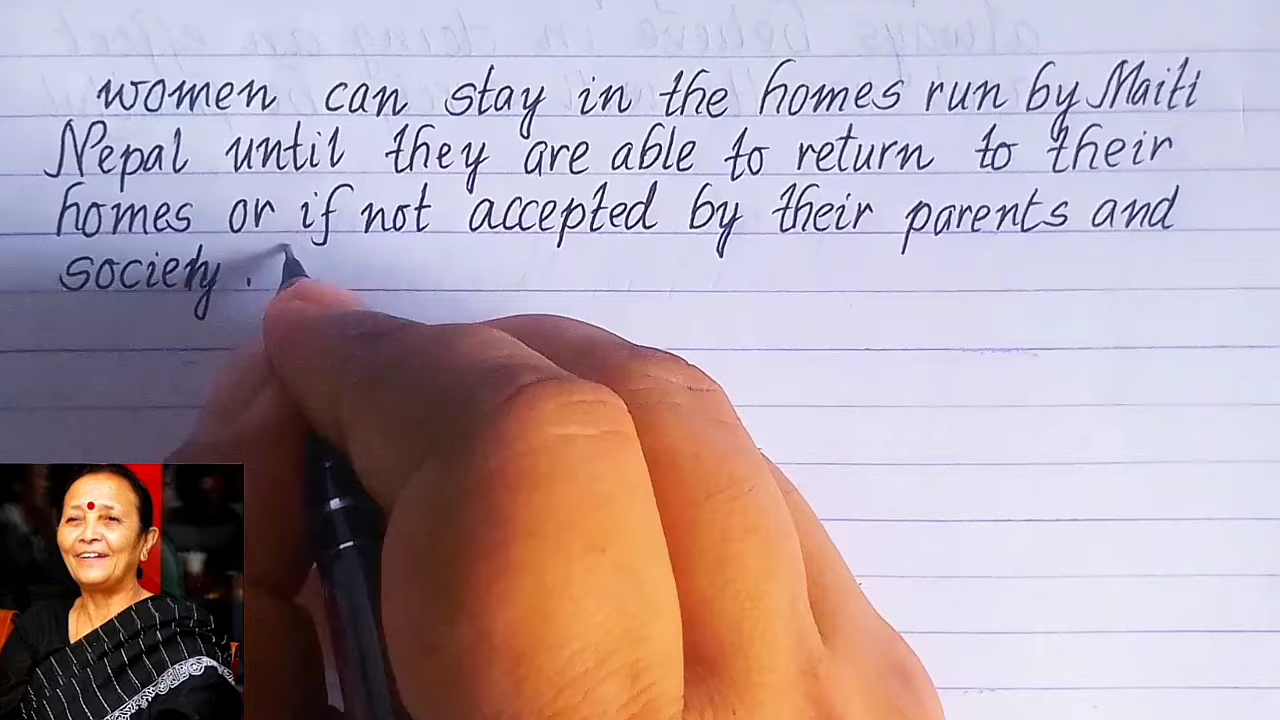 women can stay in the homes run by Maiti
Nepal until they are able to return to their
homes or if not accepted by their parents and
society.